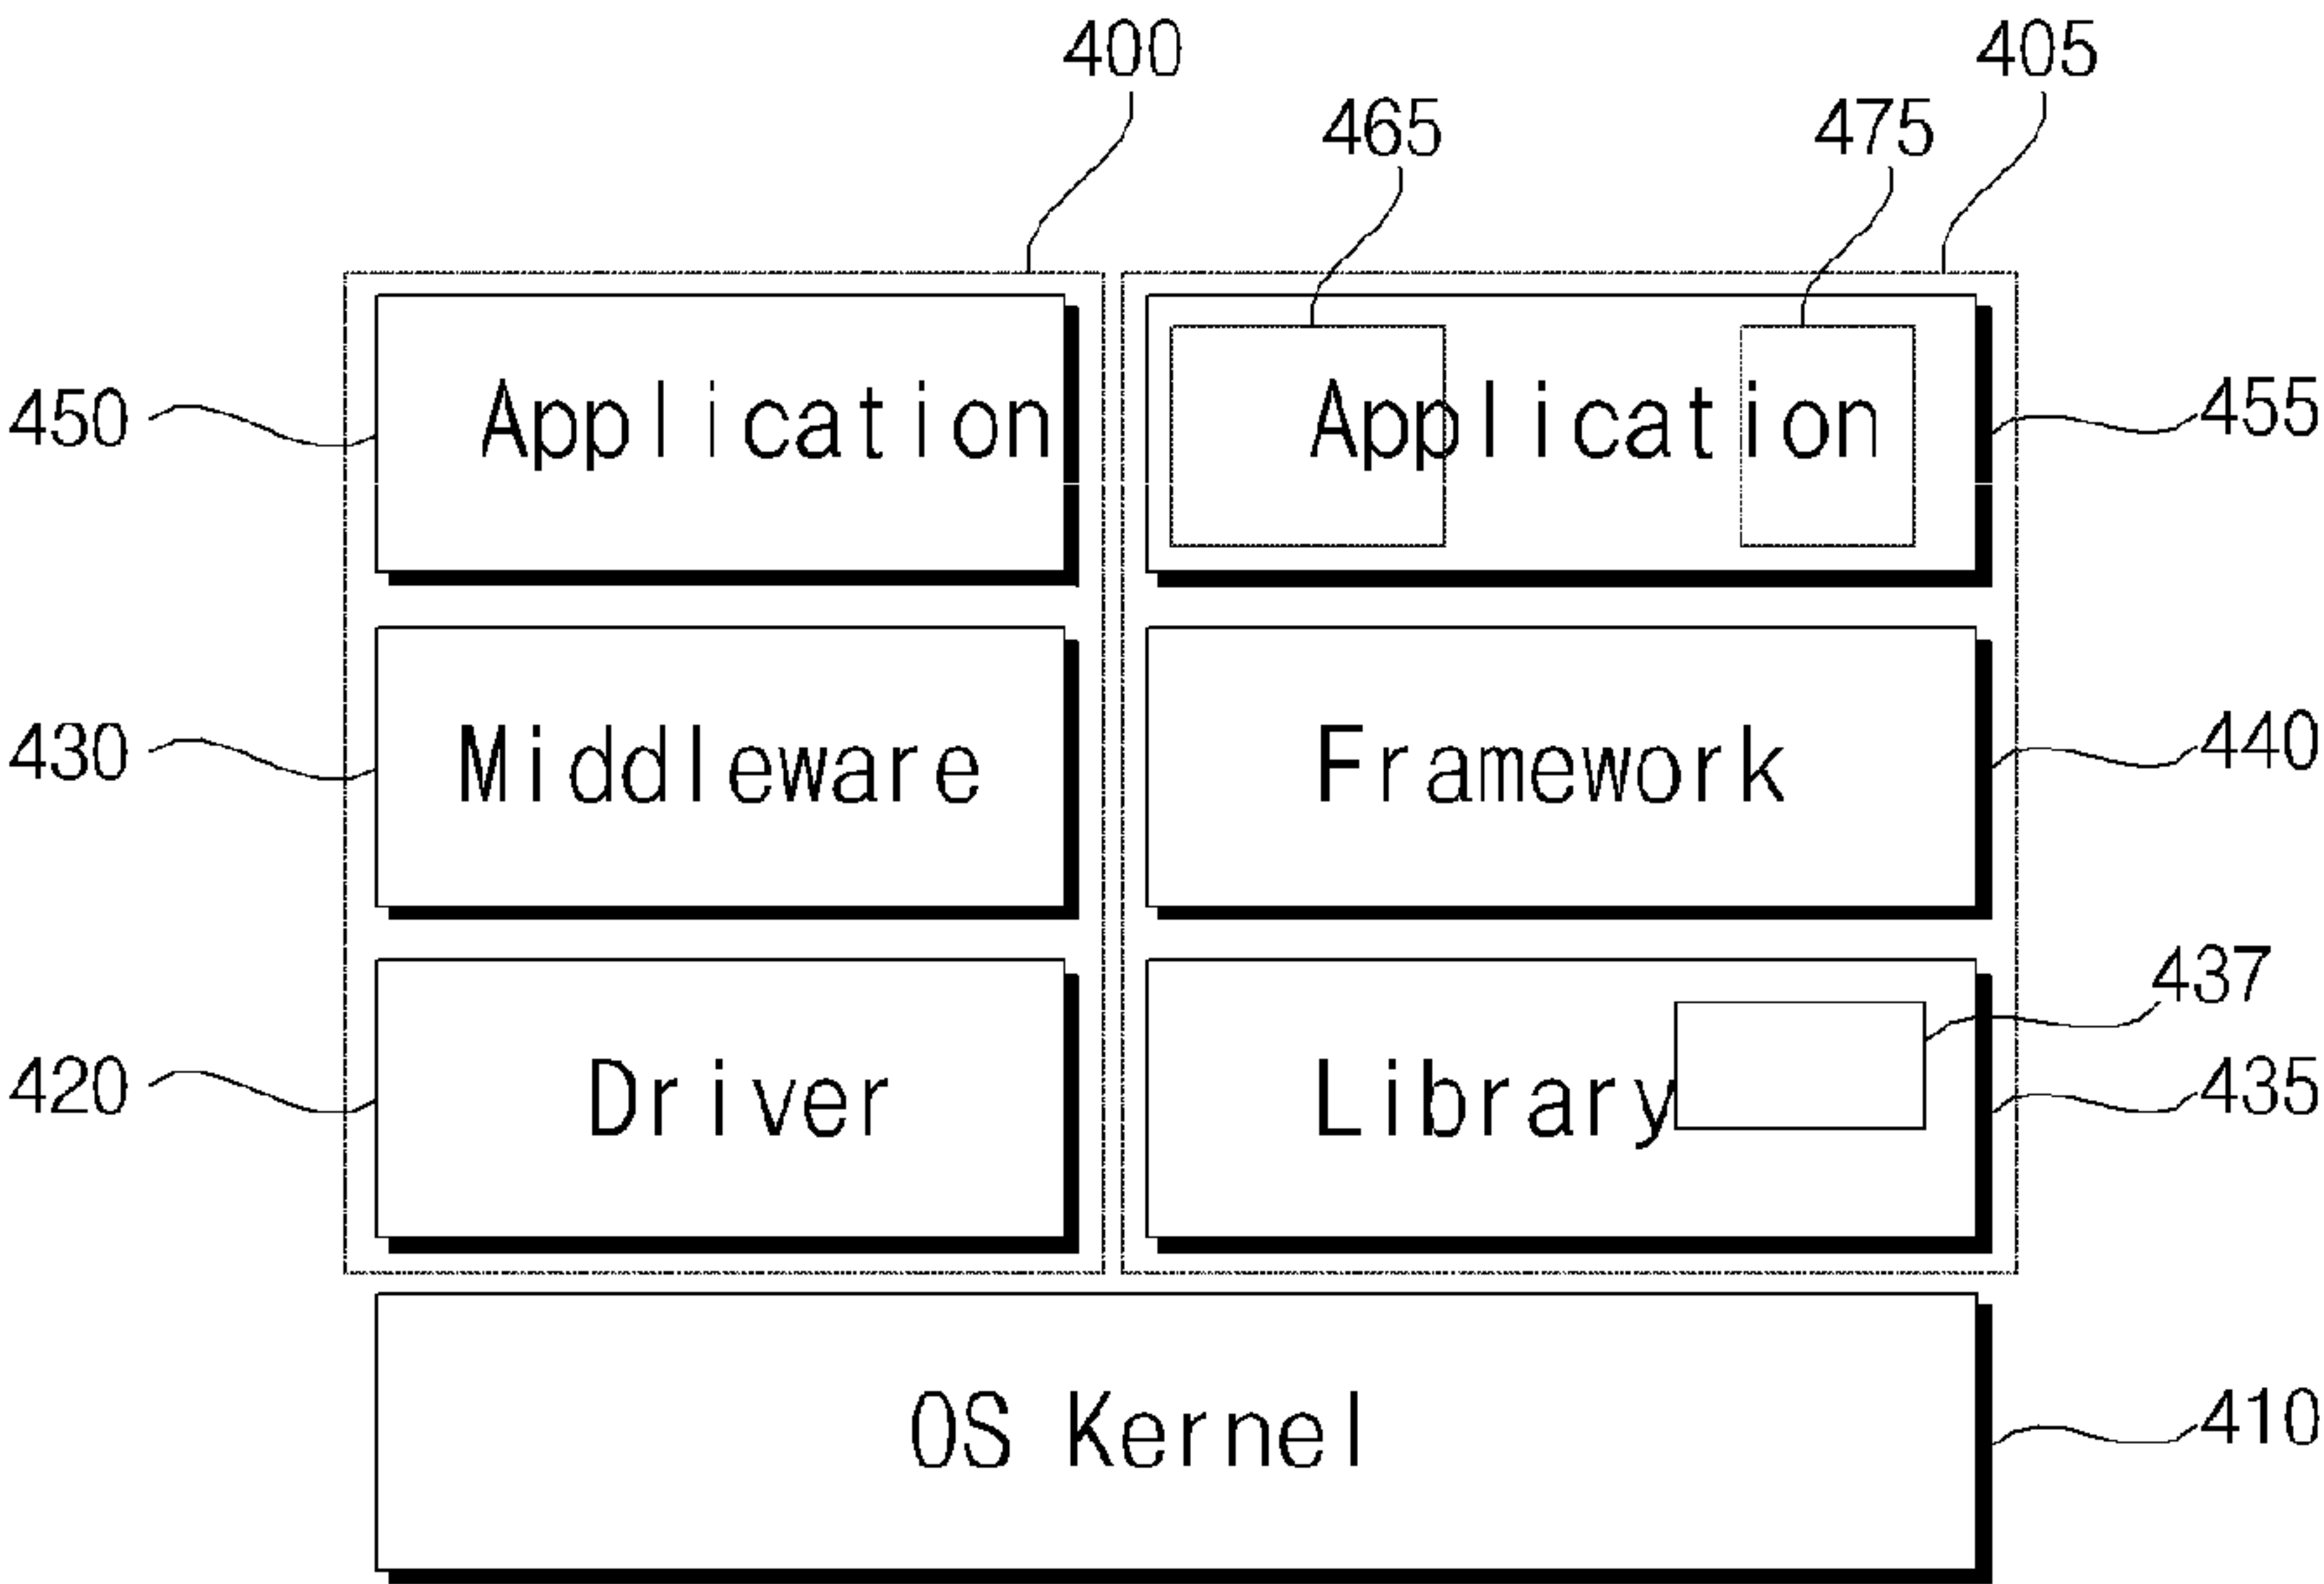 400
405
465
475
450
Application
Application
455
430
Middleware
Framework
440
437
420
Driver
Library
435
OS Kernel
410